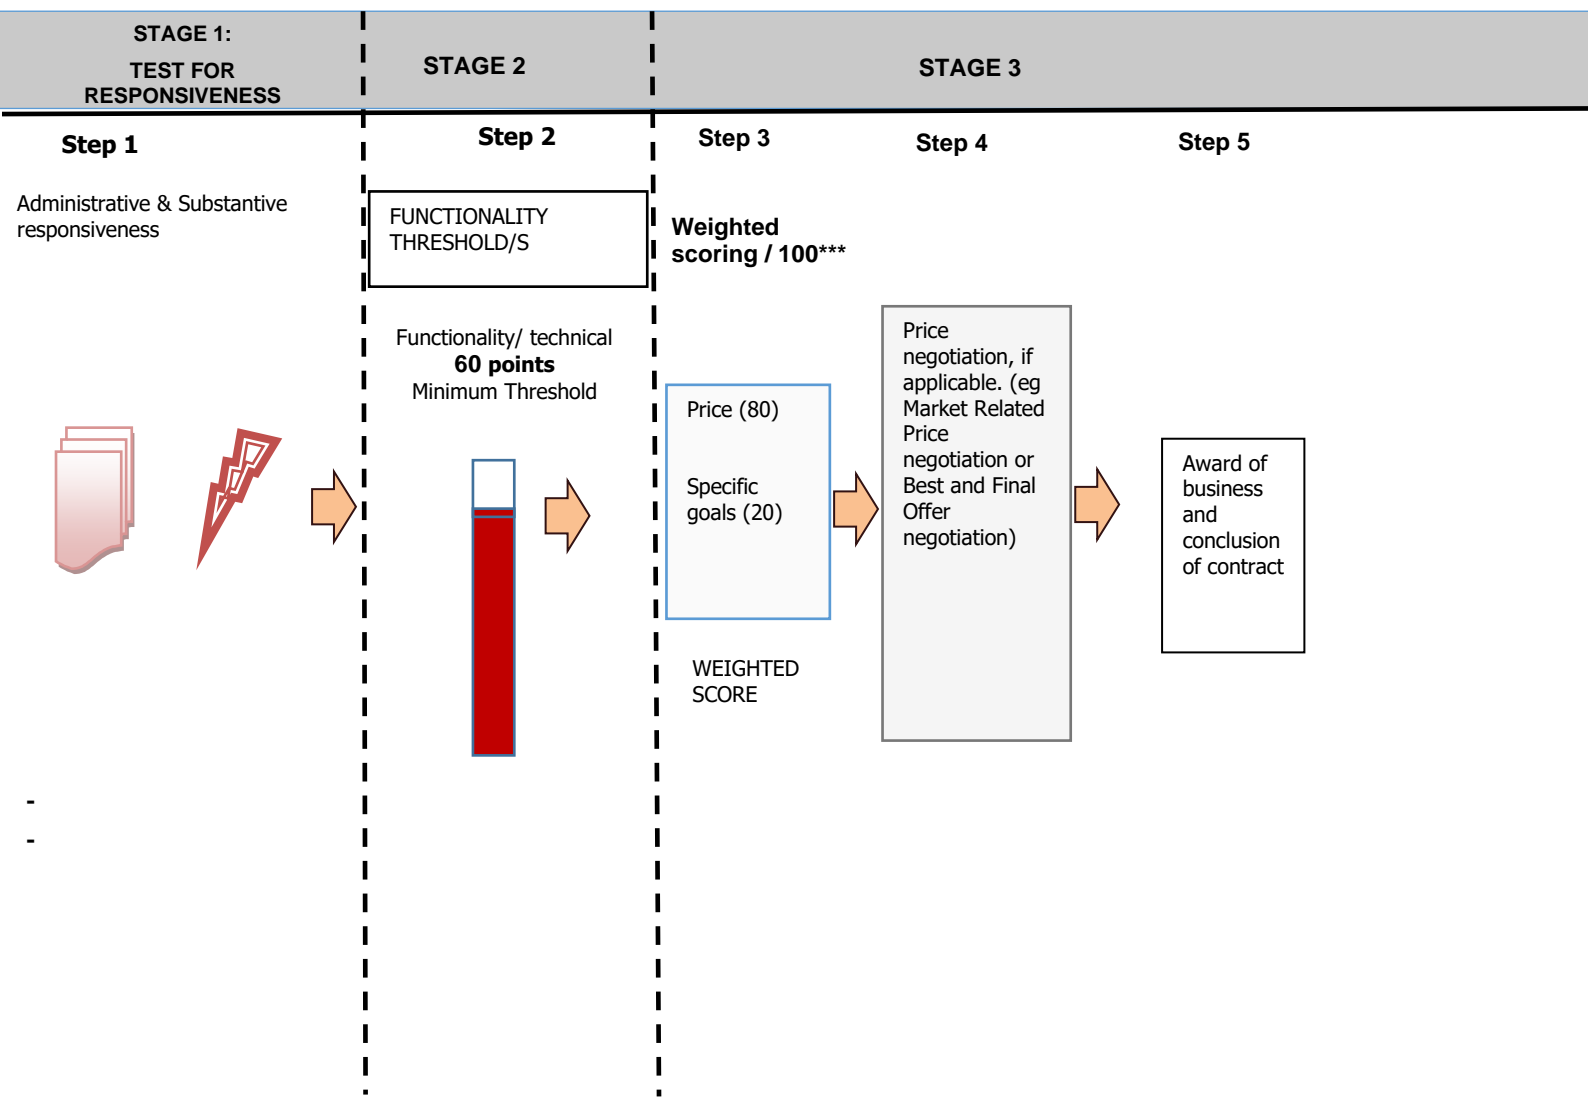 STAGE 1:
TEST FOR
RESPONSIVENESS
STAGE 2
STAGE 3
Step 1
Step 2
Step 3
Step 4
Step 5
Administrative & Substantive
responsiveness
FUNCTIONALITY
THRESHOLD/S
Weighted
scoring / 100***
Functionality/ technical
60 points
Minimum Threshold
Price (80)
Specific
goals (20)
WEIGHTED
SCORE
Price
negotiation, if
applicable. (eg
Market Related
Price
negotiation or
Best and Final
Offer
negotiation)
Award of
business
and
conclusion
of contract
-
-